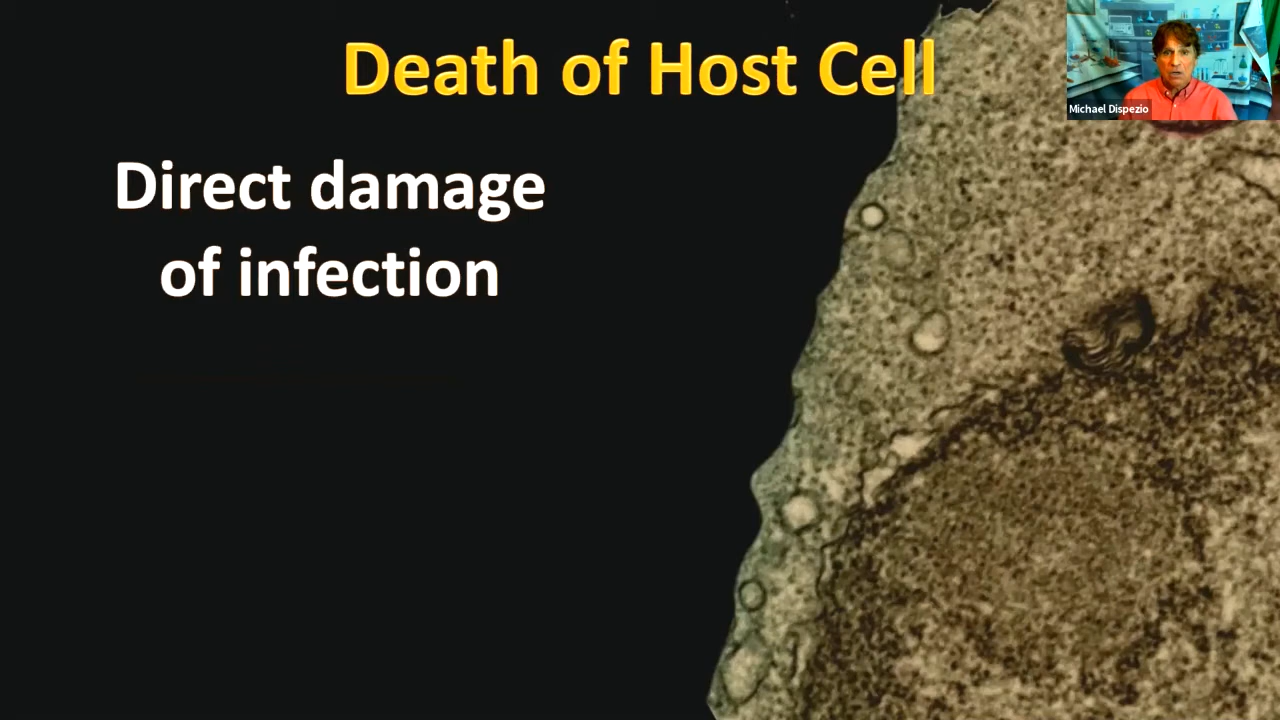 Death of Host Cell
Michael Dispezio
Direct damage
of infection